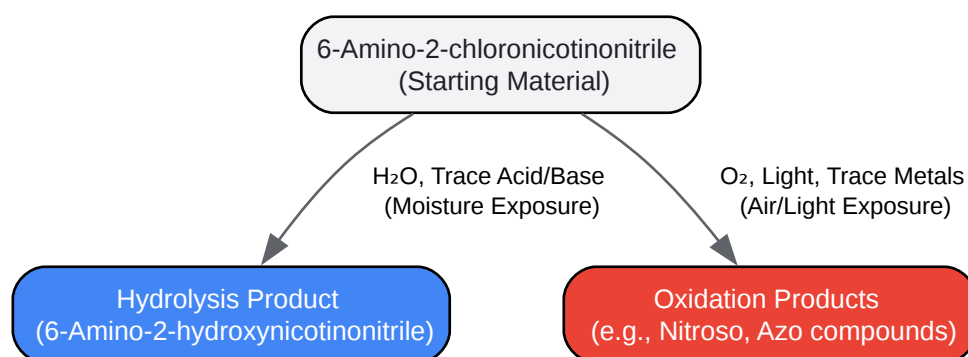 6-Amino-2-chloronicotinonitrile
(Starting Material)
H₂O, Trace Acid/Base
(Moisture Exposure)
O₂, Light, Trace Metals
(Air/Light Exposure)
Hydrolysis Product
(6-Amino-2-hydroxynicotinonitrile)
Oxidation Products
(e.g., Nitroso, Azo compounds)